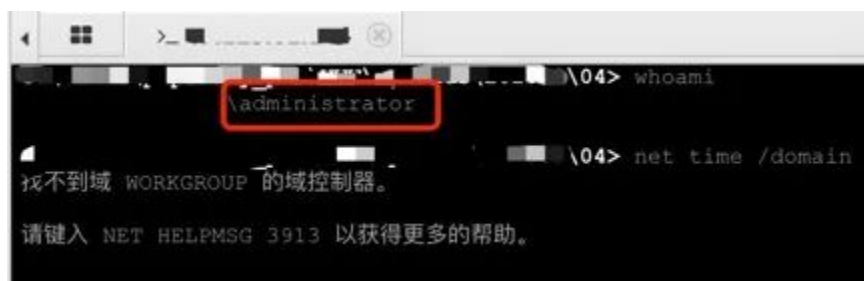 \04> whoami
\administrator
\04> net time /domain
找不到域 WORKGROUP 的域控制器。
请键入 NET HELPMSG 3913 以获得更多的帮助。